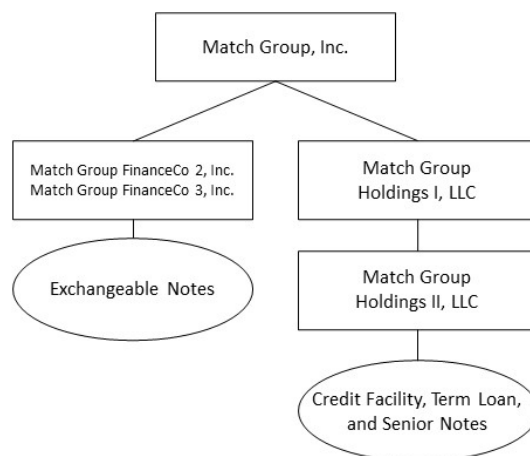 Match Group, Inc.
Match Group FinanceCo 2, Inc.
Match Group FinanceCo 3, Inc.
Match Group
Holdings I, LLC
Exchangeable Notes
Match Group
Holdings II, LLC
Credit Facility, Term Loan,
and Senior Notes